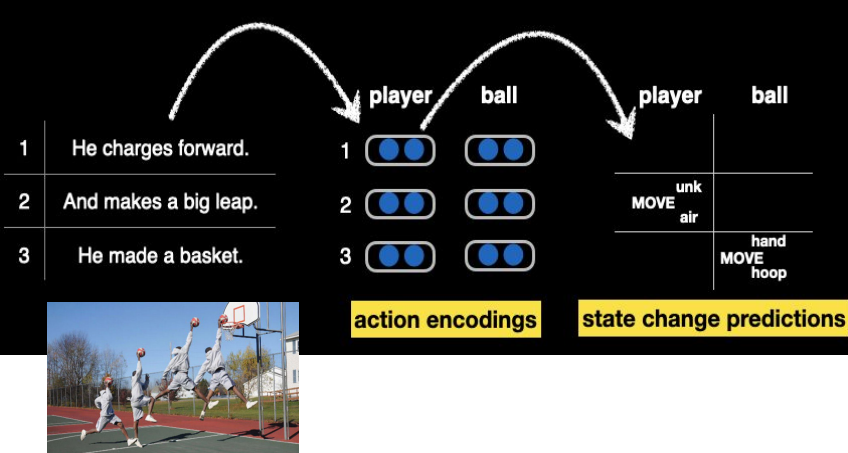 player ball
player ball
1 He charges forward.
1
2 And makes a big leap.
2
MOVE unk air
3 He made a basket.
3
MOVE hand hoop
action encodings
state change predictions